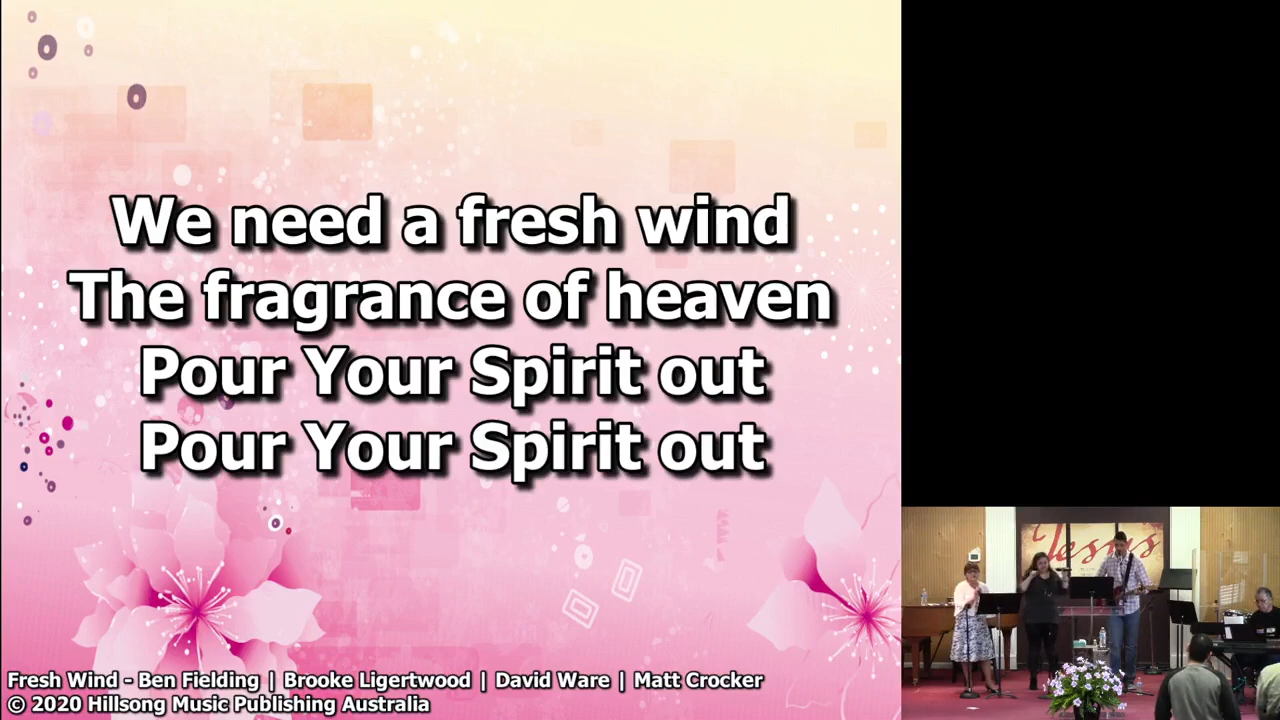 We need a fresh wind
The fragrance of heaven
Pour Your Spirit out
Pour Your Spirit out
Fresh Wind - Ben Fielding | Brooke Ligertwood | David Ware | Matt Crocker
© 2020 Hillsong Music Publishing Australia
Jesus